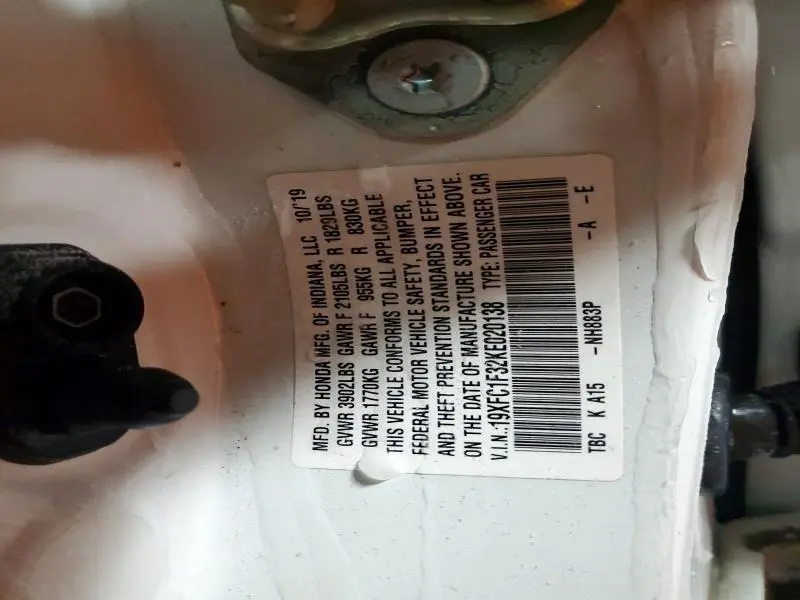 MFD. BY HONDA MFG. OF INDIANA, LLC 10/'19
GVWR 3902LBS GAWR F 2105LBS R 1829LBS
GVWR 1770KG GAWR F 955KG R 830KG
THIS VEHICLE CONFORMS TO ALL APPLICABLE
FEDERAL MOTOR VEHICLE SAFETY, BUMPER,
AND THEFT PREVENTION STANDARDS IN EFFECT
ON THE DATE OF MANUFACTURE SHOWN ABOVE.
V.I.N.:19XFC1F32KE020138 TYPE: PASSENGER CAR
TBC K A15 -NH883P -A -E